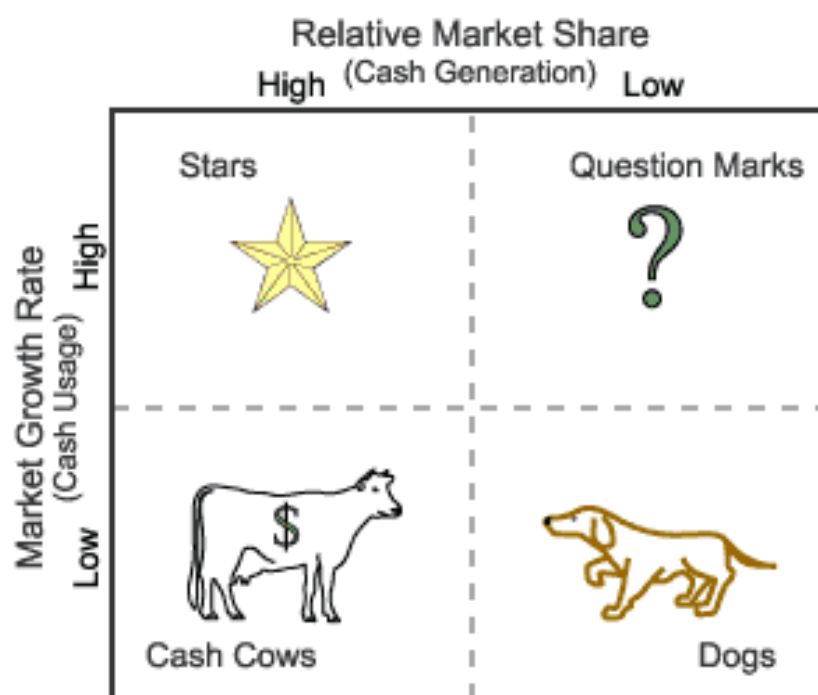 Relative Market Share
(Cash Generation)
High
Low
Stars
Question Marks
Market Growth Rate
(Cash Usage)
High
Low
$
?
Cash Cows
Dogs